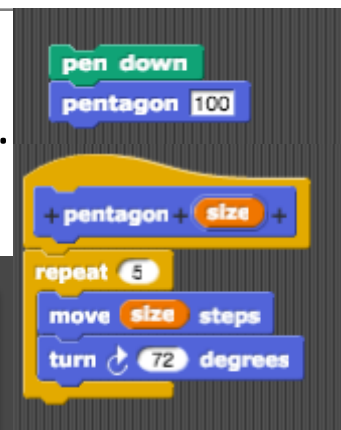 pen down
pentagon 100
+ pentagon + size +
repeat 5
move size steps
turn ↻ 72 degrees